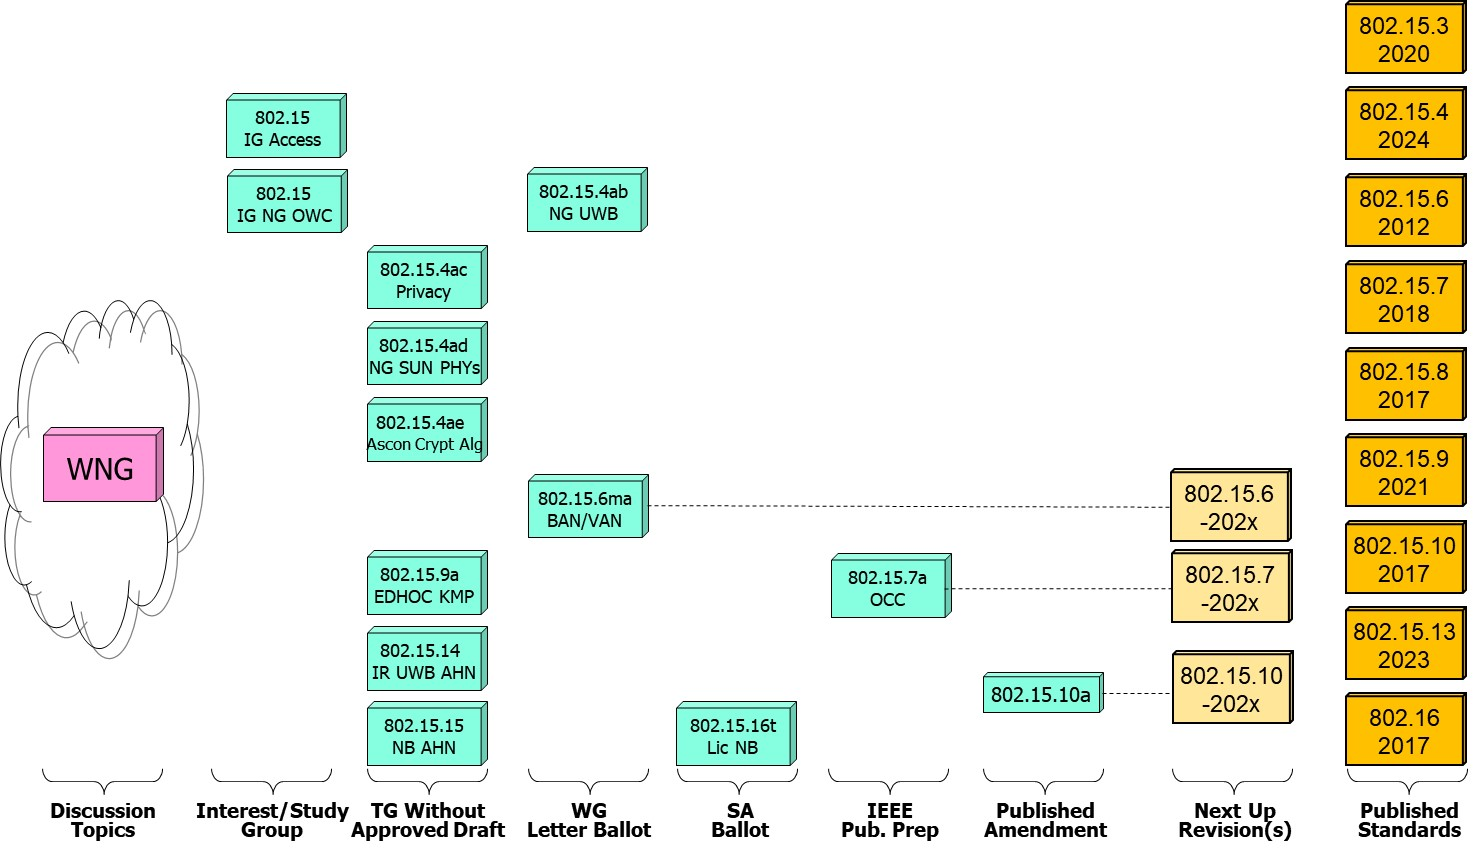 802.15.3
2020
802.15
IG Access
802.15.4
2024
802.15
IG NG OWC
802.15.4ab
NG UWB
802.15.6
2012
802.15.4ac
Privacy
802.15.7
2018
802.15.4ad
NG SUN PHYs
802.15.8
2017
802.15.4ae
Ascon Crypt Alg
WNG
802.15.9
2021
802.15.6ma
BAN/VAN
802.15.6
-202x
802.15.10
2017
802.15.9a
EDHOC KMP
802.15.7a
OCC
802.15.7
-202x
802.15.13
2023
802.15.14
IR UWB AHN
802.15.10a
802.15.10
-202x
802.15.15
NB AHN
802.15.16t
Lic NB
802.16
2017
Discussion
Topics
Interest/Study
Group
TG Without
Approved Draft
WG
Letter Ballot
SA
Ballot
IEEE
Pub. Prep
Published
Amendment
Next Up
Revision(s)
Published
Standards